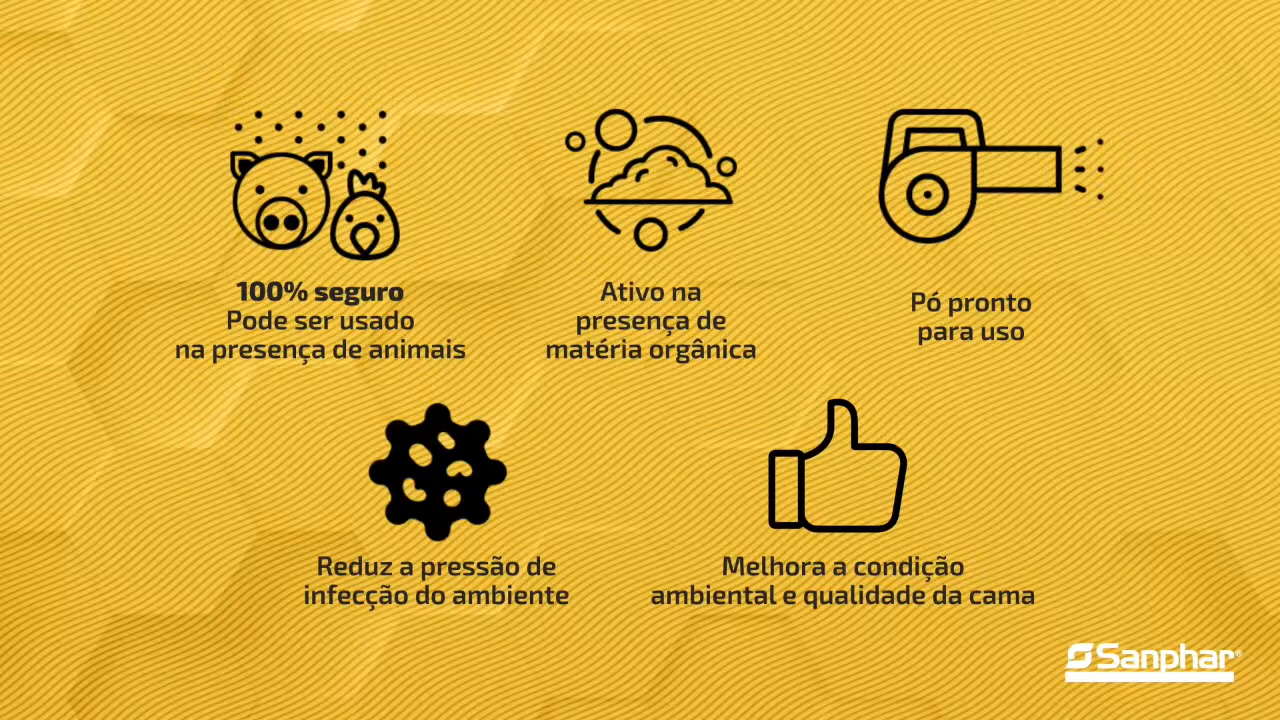 100% seguro
Pode ser usado
na presença de animais
Ativo na
presença de
matéria orgânica
Pó pronto
para uso
Reduz a pressão de
infecção do ambiente
Melhora a condição
ambiental e qualidade da cama
Sanphar®